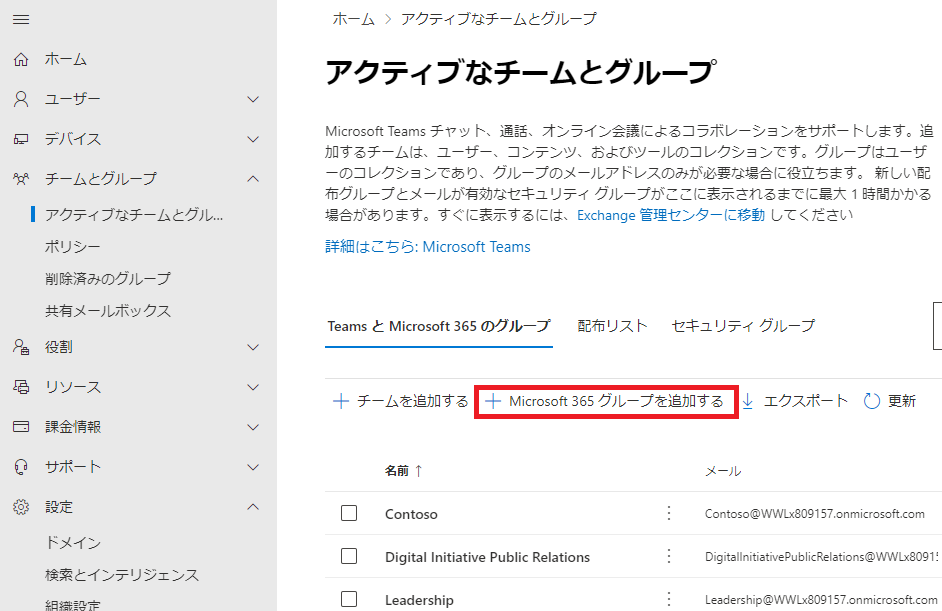 ホーム
ユーザー
デバイス
チームとグループ
アクティブなチームとグル...
ポリシー
削除済みのグループ
共有メールボックス
役割
リソース
課金情報
サポート
設定
ドメイン
検索とインテリジェンス
組織設定
ホーム > アクティブなチームとグループ
アクティブなチームとグループ
Microsoft Teams チャット、通話、オンライン会議によるコラボレーションをサポートします。追
加するチームは、ユーザー、コンテンツ、およびツールのコレクションです。グループはユーザ
ーのコレクションであり、グループのメールアドレスのみが必要な場合に役立ちます。 新しい配
布グループとメールが有効なセキュリティ グループがここに表示されるまでに最大 1 時間かかる
場合があります。すぐに表示するには、Exchange 管理センターに移動 してください
詳細はこちら: Microsoft Teams
Teams と Microsoft 365 のグループ 配布リスト セキュリティ グループ
+ チームを追加する + Microsoft 365 グループを追加する ↓ エクスポート 更新
名前 ↑ メール
Contoso Contoso@WWLx809157.onmicrosoft.com
Digital Initiative Public Relations DigitalInitiativePublicRelations@WWLx8091
Leadership Leadership@WWLx809157.onmicrosoft.com